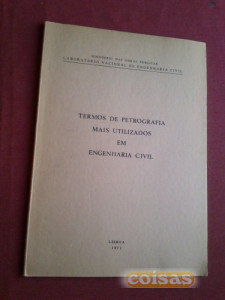 MINISTÉRIO DAS OBRAS PÚBLICAS
LABORATÓRIO NACIONAL DE ENGENHARIA CIVIL
TERMOS DE PETROGRAFIA
MAIS UTILIZADOS
EM
ENGENHARIA CIVIL
LISBOA
1971
coisas